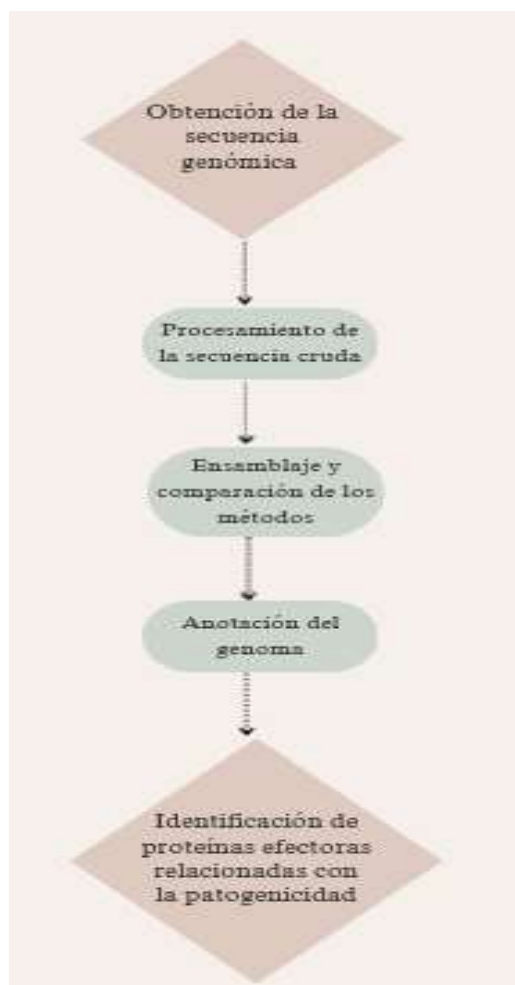 Obtención de la
secuencia
genómica
Procesamiento de
la secuencia cruda
Ensamblaje y
comparación de los
métodos
Anotación del
genoma
Identificación de
proteínas efectoras
relacionadas con
la patogenicidad